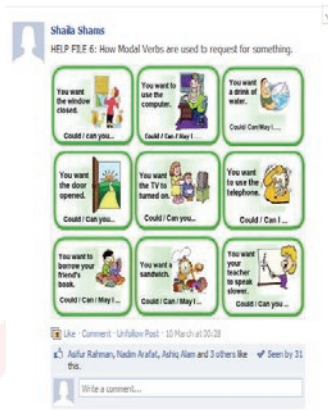 Shaila Shams
HELP FILE 6: How Modal Verbs are used to request for something.
You want
the window
closed.
Could / can you...
You want to
use the
computer.
Could / Can / May I ....
You want
a drink of
water.
Could/ Can/May I.....
You want
the door
opened.
Could / Can you...
You want
the TV to
turned on.
Could / Can you...
You want
to use the
telephone.
Could / Can I ...
You want to
borrow your
friend's
book.
Could / Can / May I ...
You want a
sandwich.
Could / Can / May I...
You want
your
teacher
to speak
slower.
Could / Can you ...
Like · Comment · Unfollow Post · 10 March at 00:28
Asifur Rahman, Nadim Arafat, Ashiq Alam and 3 others like this.
Seen by 31
Write a comment...